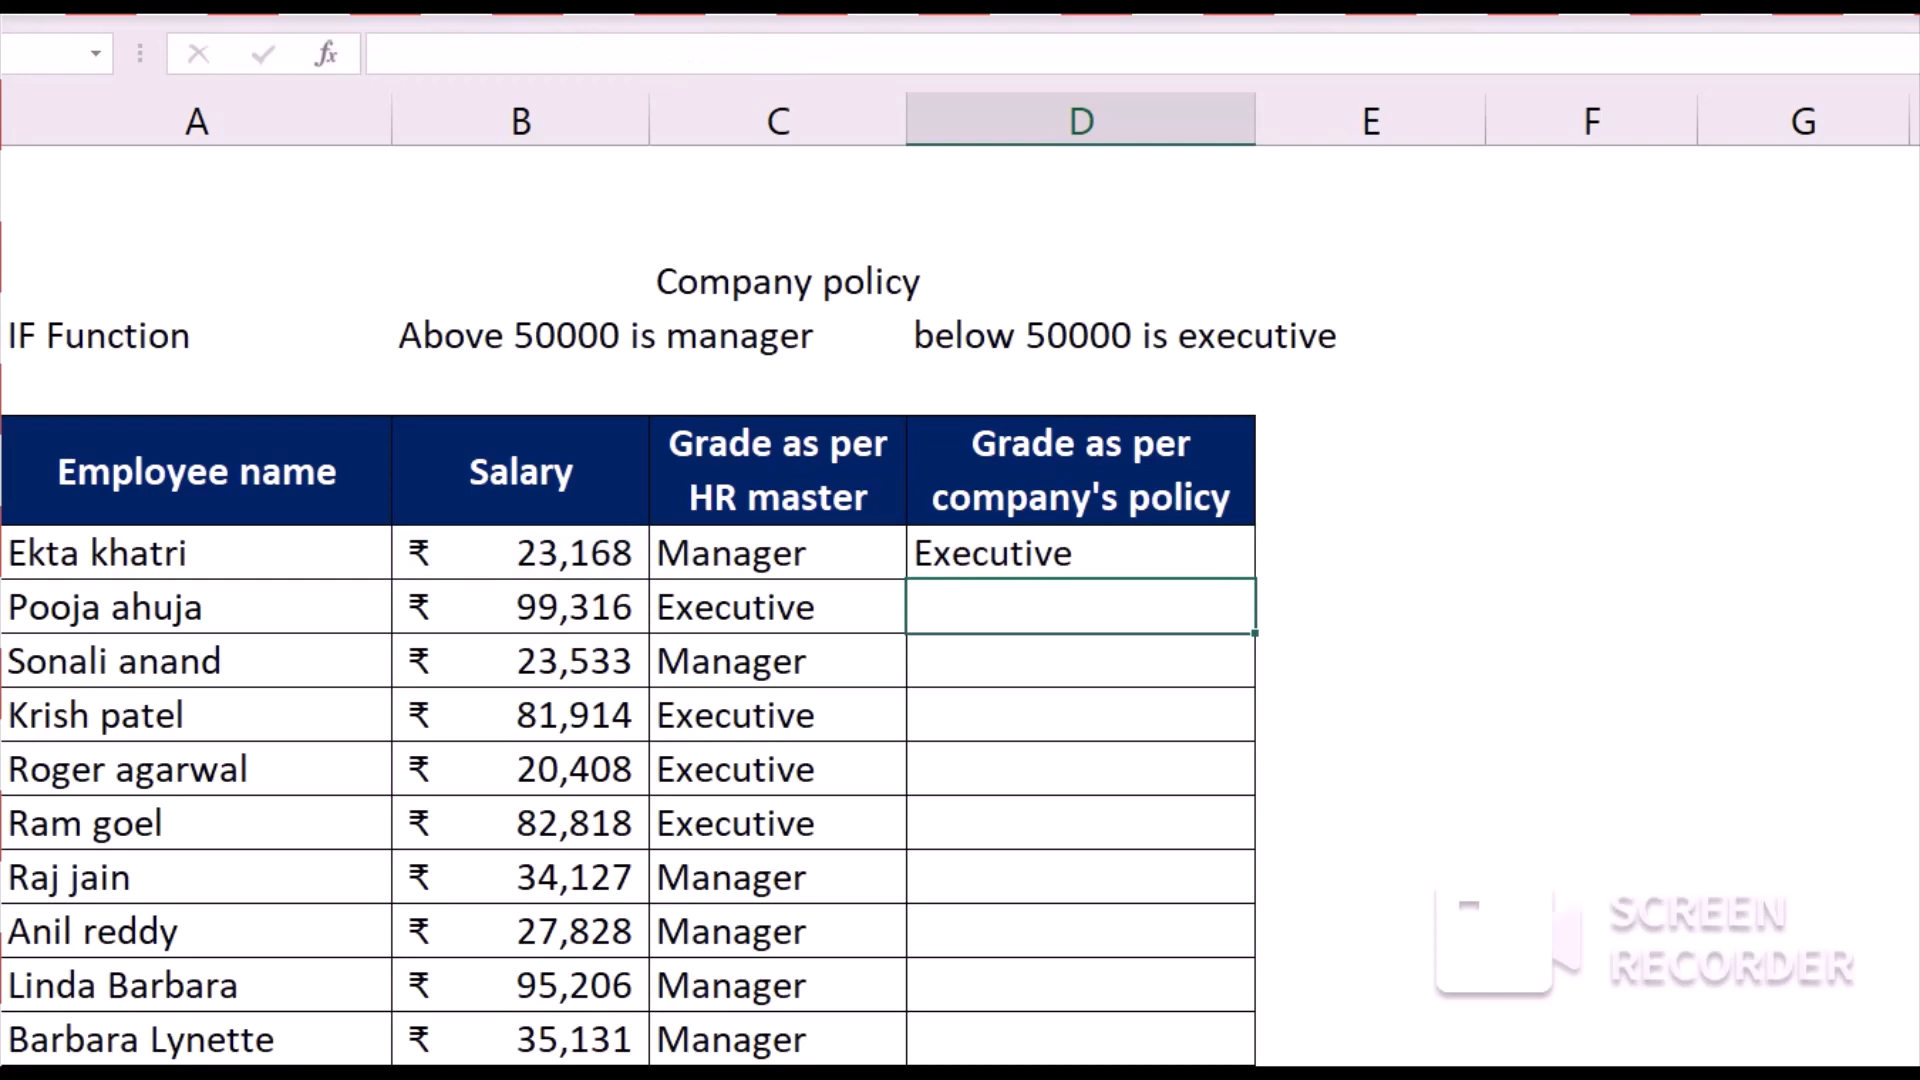 fx
A B C D E F G
Company policy
IF Function Above 50000 is manager below 50000 is executive
Employee name Salary Grade as per HR master Grade as per company's policy
Ekta khatri ₹ 23,168 Manager Executive
Pooja ahuja ₹ 99,316 Executive
Sonali anand ₹ 23,533 Manager
Krish patel ₹ 81,914 Executive
Roger agarwal ₹ 20,408 Executive
Ram goel ₹ 82,818 Executive
Raj jain ₹ 34,127 Manager
Anil reddy ₹ 27,828 Manager
Linda Barbara ₹ 95,206 Manager
Barbara Lynette ₹ 35,131 Manager
SCREEN
RECORDER